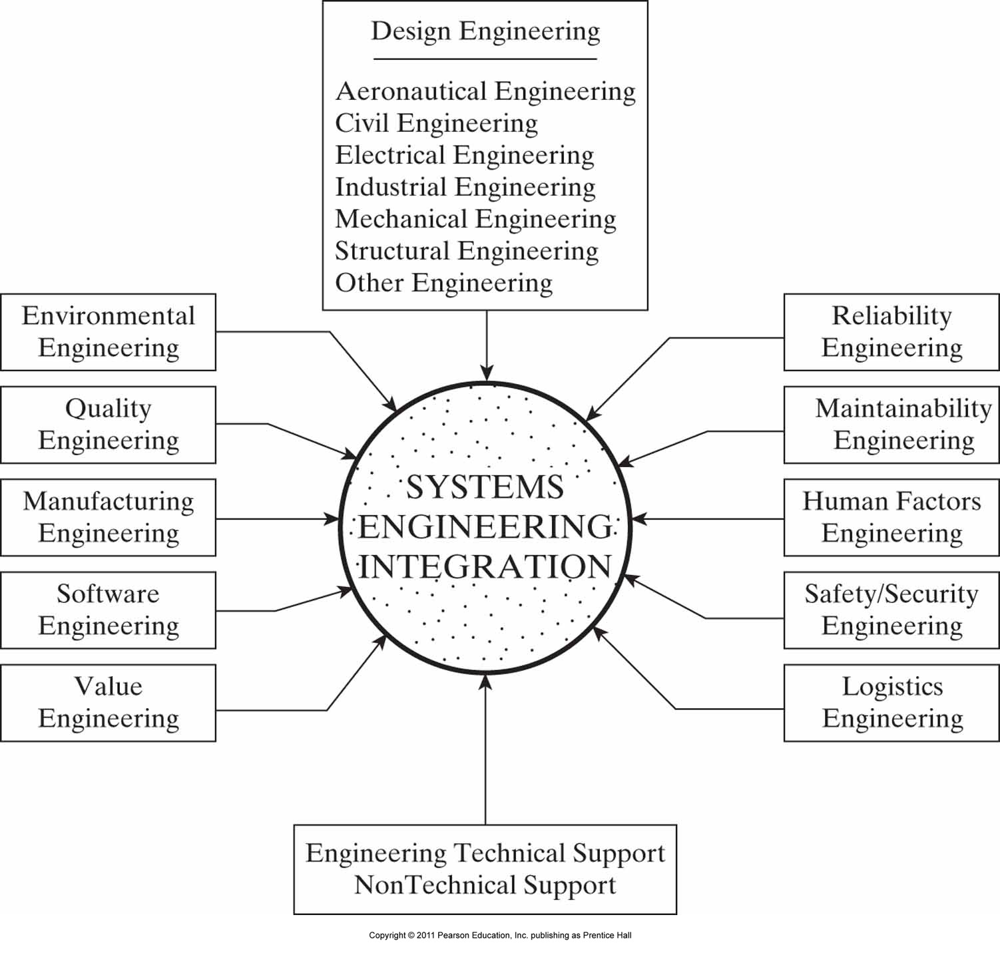 Design Engineering
Aeronautical Engineering
Civil Engineering
Electrical Engineering
Industrial Engineering
Mechanical Engineering
Structural Engineering
Other Engineering
Environmental
Engineering
Quality
Engineering
Manufacturing
Engineering
Software
Engineering
Value
Engineering
SYSTEMS
ENGINEERING
INTEGRATION
Reliability
Engineering
Maintainability
Engineering
Human Factors
Engineering
Safety/Security
Engineering
Logistics
Engineering
Engineering Technical Support
NonTechnical Support
Copyright © 2011 Pearson Education, Inc. publishing as Prentice Hall